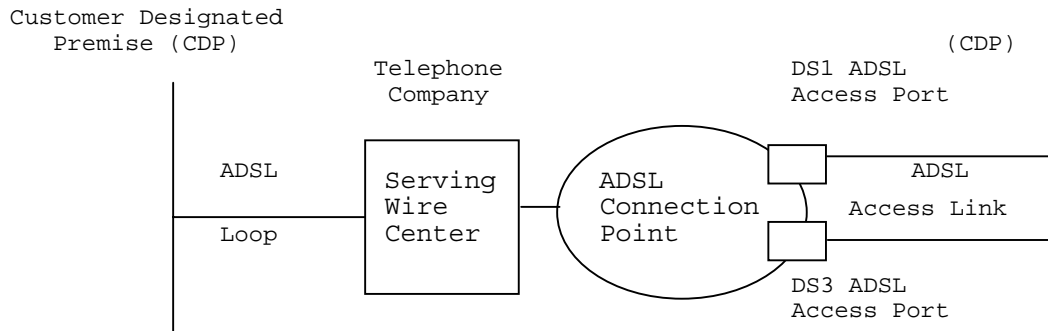 Customer Designated
Premise (CDP)
(CDP)
Telephone
Company
DS1 ADSL
Access Port
ADSL
Loop
Serving
Wire
Center
ADSL
Connection
Point
ADSL
Access Link
DS3 ADSL
Access Port